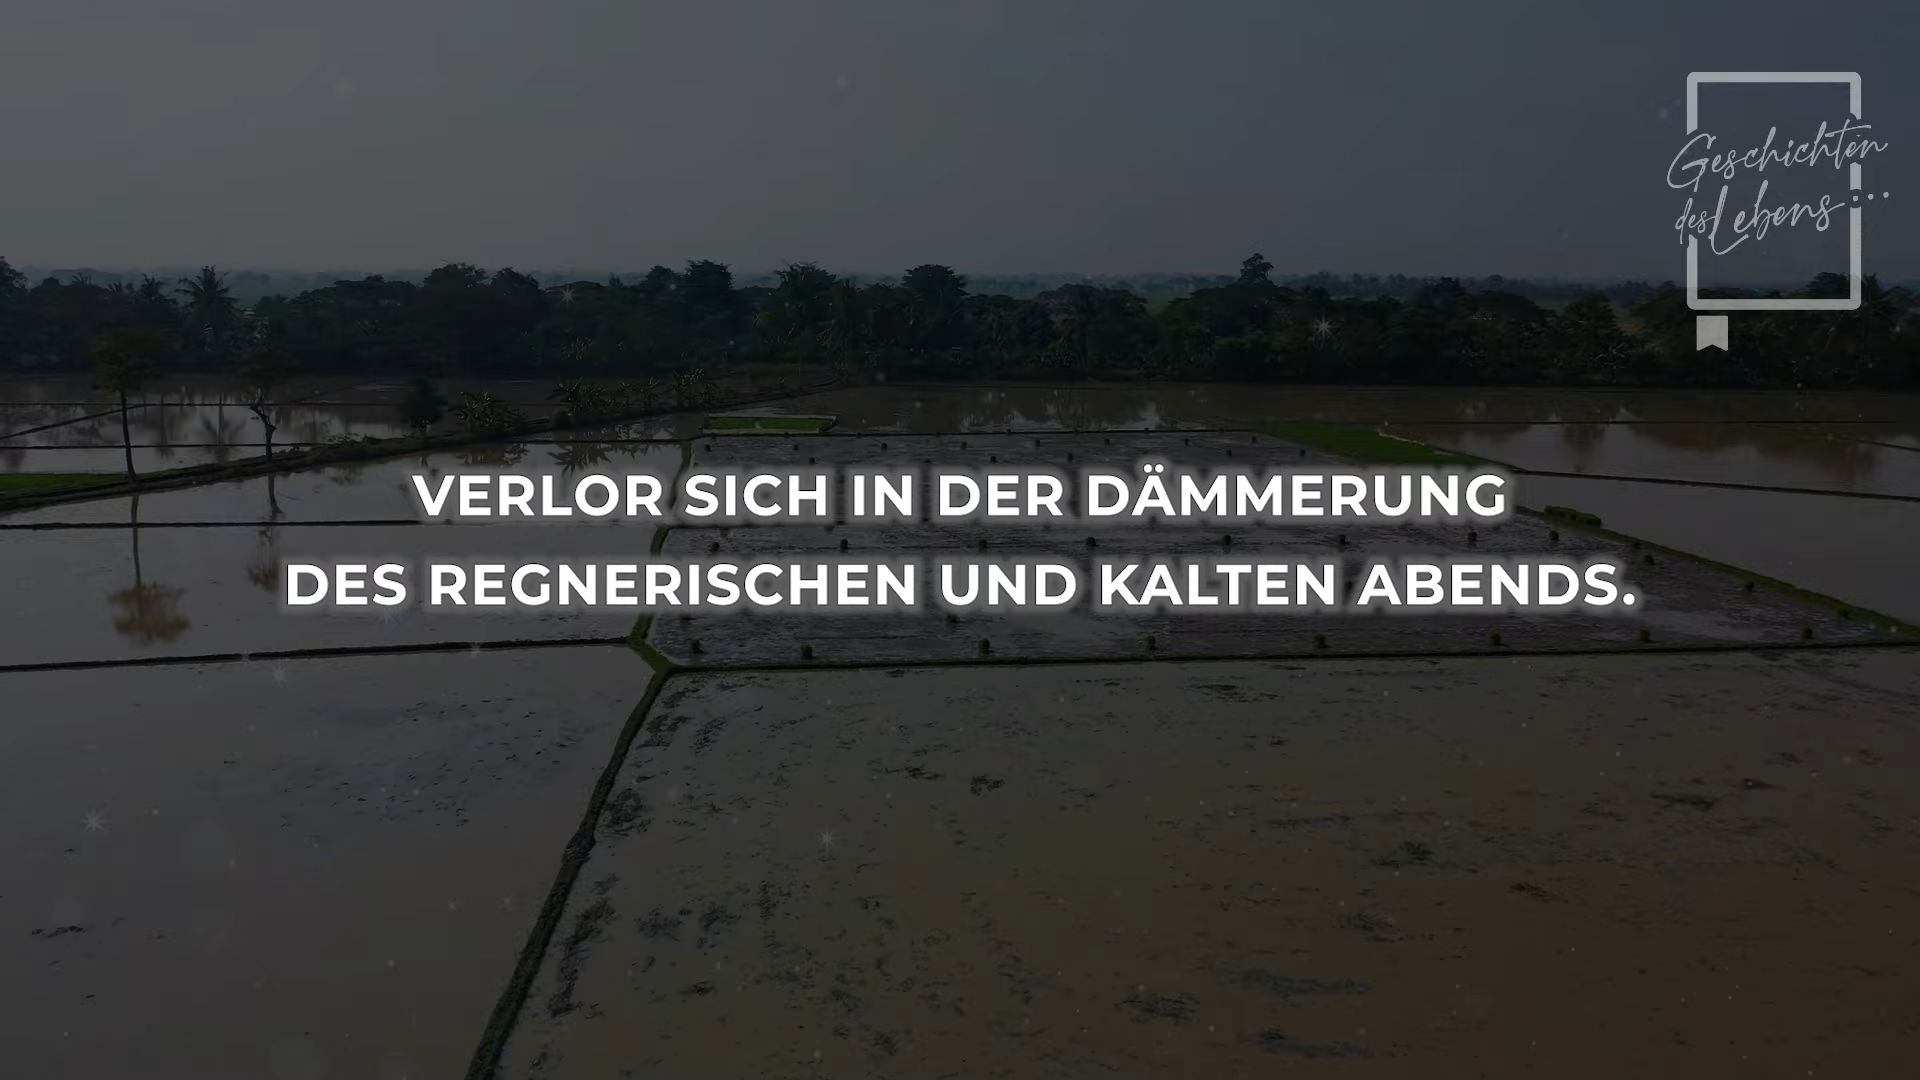 Geschichten
des Lebens...
VERLOR SICH IN DER DÄMMERUNG
DES REGNERISCHEN UND KALTEN ABENDS.